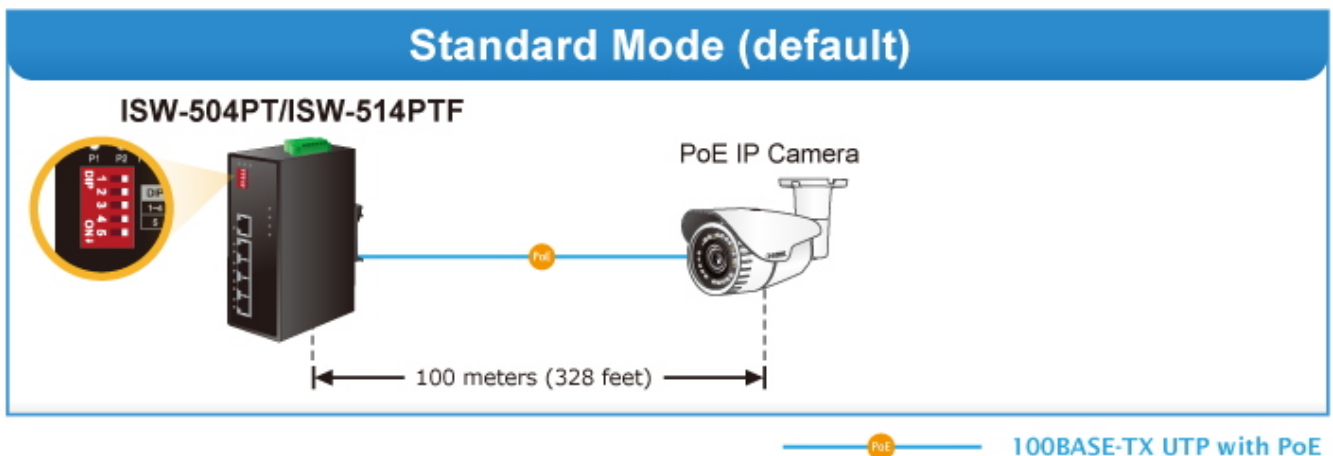 Standard Mode (default)
ISW-504PT/ISW-514PTF
P1 P2
DIP
1 2 3 4 5
ON
DIP
1-4
5
PoE IP Camera
PoE
100 meters (328 feet)
PoE 100BASE-TX UTP with PoE